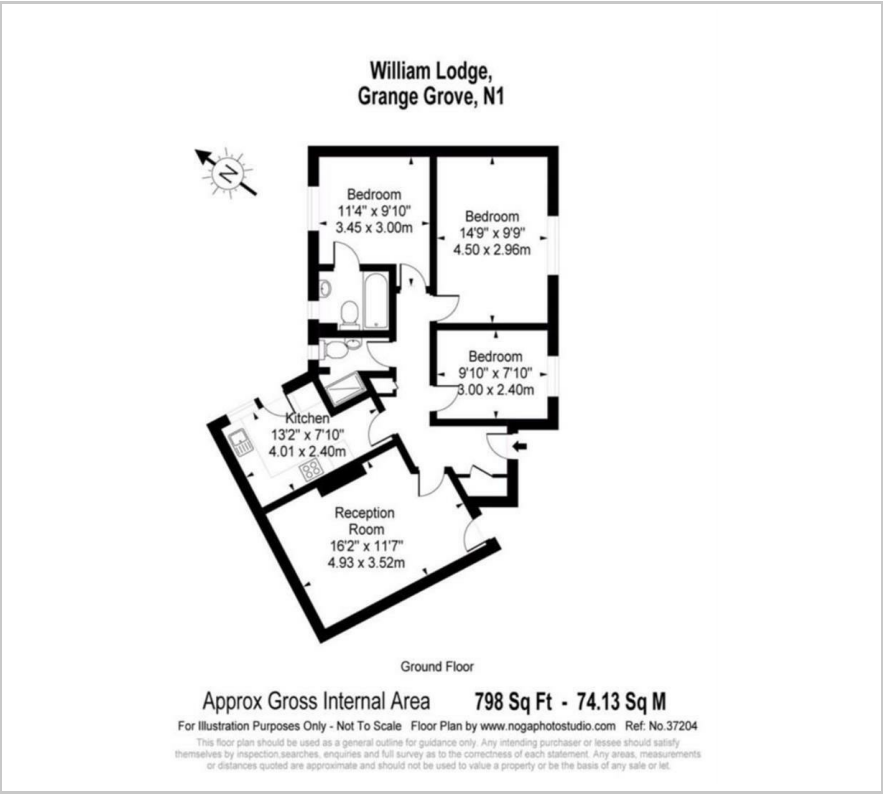 William Lodge,
Grange Grove, N1
N
Bedroom
11'4" x 9'10"
3.45 x 3.00m
Bedroom
14'9" x 9'9"
4.50 x 2.96m
Bedroom
9'10" x 7'10"
3.00 x 2.40m
Kitchen
13'2" x 7'10"
4.01 x 2.40m
Reception
Room
16'2" x 11'7"
4.93 x 3.52m
Ground Floor
Approx Gross Internal Area 798 Sq Ft - 74.13 Sq M
For Illustration Purposes Only - Not To Scale Floor Plan by www.nogaphotostudio.com Ref: No.37204
This floor plan should be used as a general outline for guidance only. Any intending purchaser or lessee should satisfy
themselves by inspection,searches, enquiries and full survey as to the correctness of each statement. Any areas, measurements
or distances quoted are approximate and should not be used to value a property or be the basis of any sale or let.